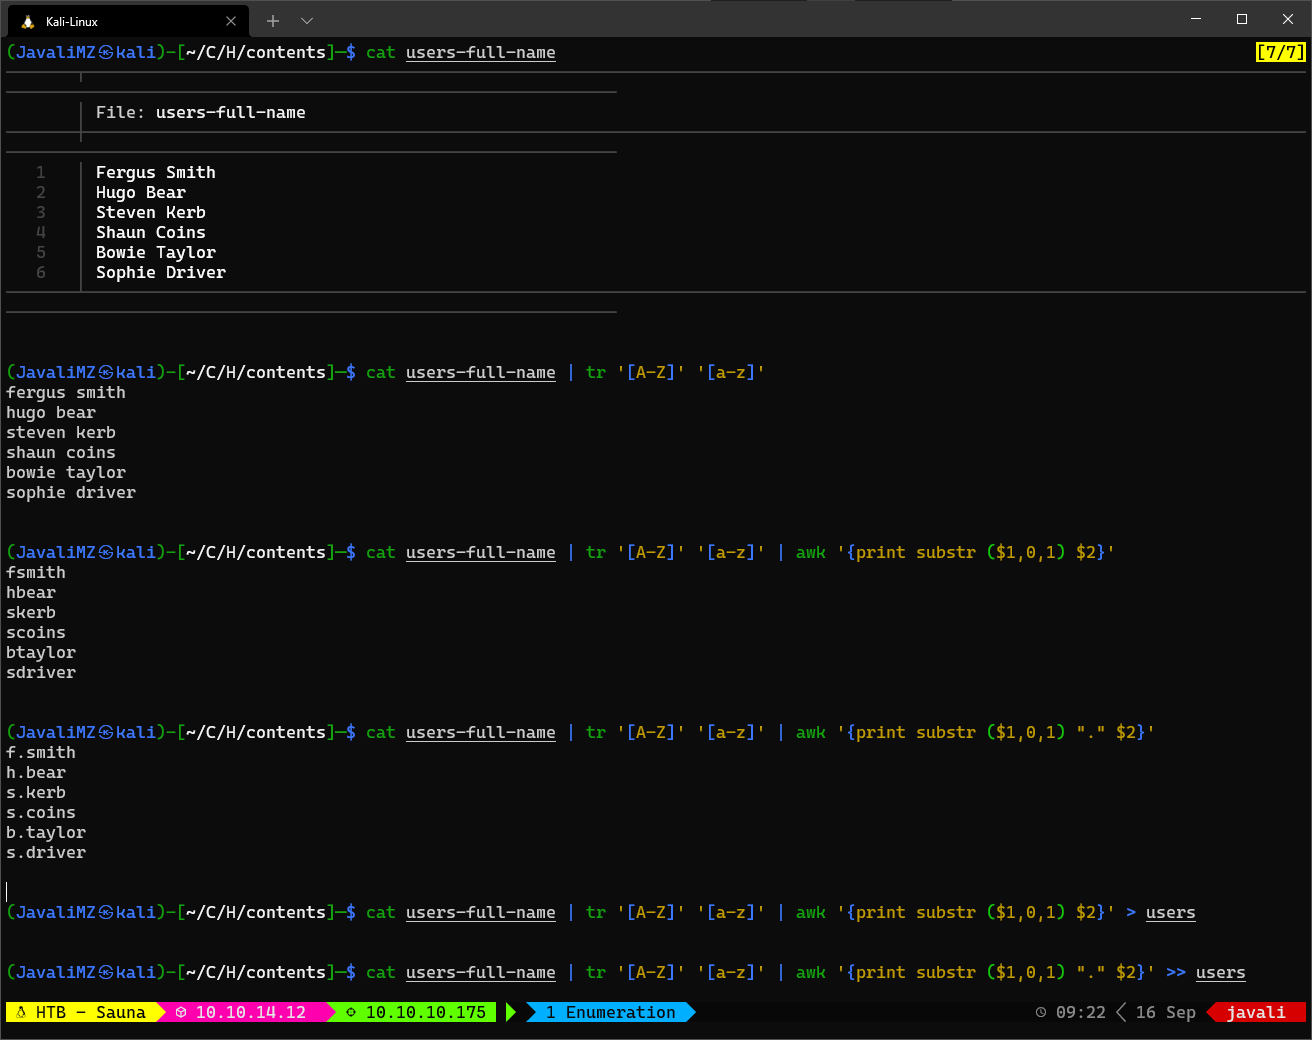 Kali-Linux
(JavaliMZ㉿kali)-[~/C/H/contents]-$ cat users-full-name [7/7]
File: users-full-name
1 Fergus Smith
2 Hugo Bear
3 Steven Kerb
4 Shaun Coins
5 Bowie Taylor
6 Sophie Driver
(JavaliMZ㉿kali)-[~/C/H/contents]-$ cat users-full-name | tr '[A-Z]' '[a-z]'
fergus smith
hugo bear
steven kerb
shaun coins
bowie taylor
sophie driver
(JavaliMZ㉿kali)-[~/C/H/contents]-$ cat users-full-name | tr '[A-Z]' '[a-z]' | awk '{print substr ($1,0,1) $2}'
fsmith
hbear
skerb
scoins
btaylor
sdriver
(JavaliMZ㉿kali)-[~/C/H/contents]-$ cat users-full-name | tr '[A-Z]' '[a-z]' | awk '{print substr ($1,0,1) "." $2}'
f.smith
h.bear
s.kerb
s.coins
b.taylor
s.driver
(JavaliMZ㉿kali)-[~/C/H/contents]-$ cat users-full-name | tr '[A-Z]' '[a-z]' | awk '{print substr ($1,0,1) $2}' > users
(JavaliMZ㉿kali)-[~/C/H/contents]-$ cat users-full-name | tr '[A-Z]' '[a-z]' | awk '{print substr ($1,0,1) "." $2}' >> users
HTB - Sauna 10.10.14.12 10.10.10.175 1 Enumeration 09:22 16 Sep javali